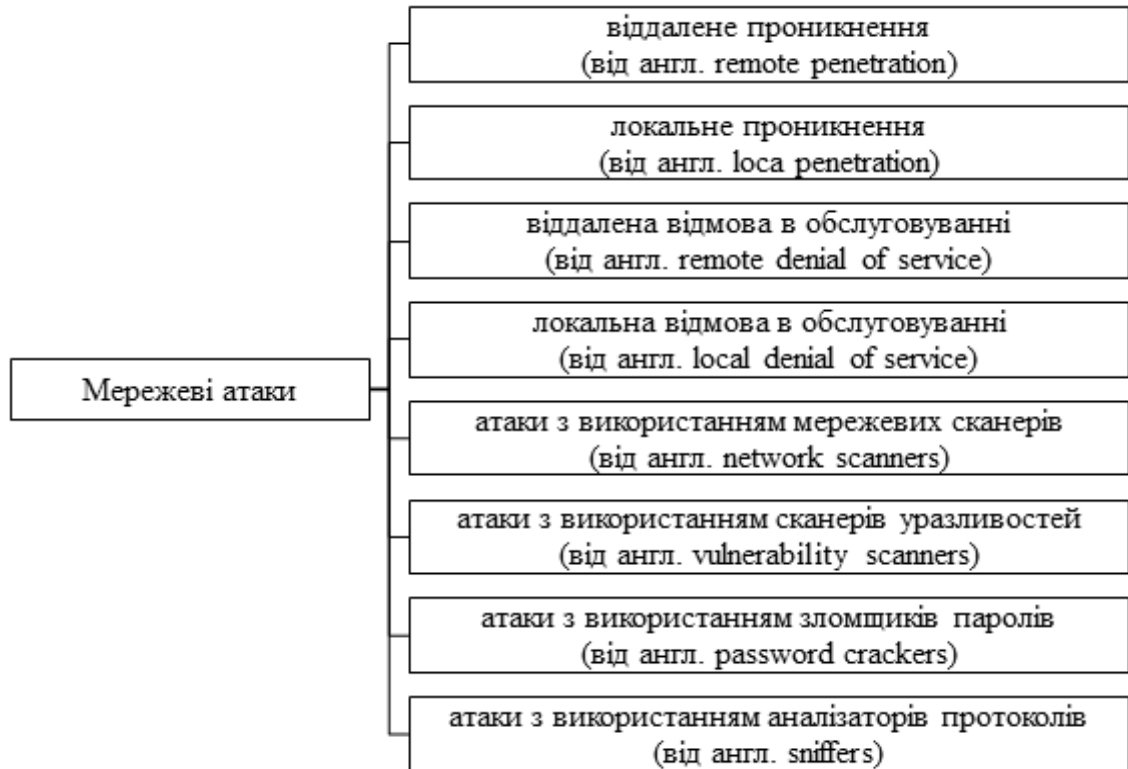 віддалене проникнення
(від англ. remote penetration)
локальне проникнення
(від англ. loca penetration)
віддалена відмова в обслуговуванні
(від англ. remote denial of service)
локальна відмова в обслуговуванні
(від англ. local denial of service)
Мережеві атаки
атаки з використанням мережевих сканерів
(від англ. network scanners)
атаки з використанням сканерів уразливостей
(від англ. vulnerability scanners)
атаки з використанням зломщиків паролів
(від англ. password crackers)
атаки з використанням аналізаторів протоколів
(від англ. sniffers)